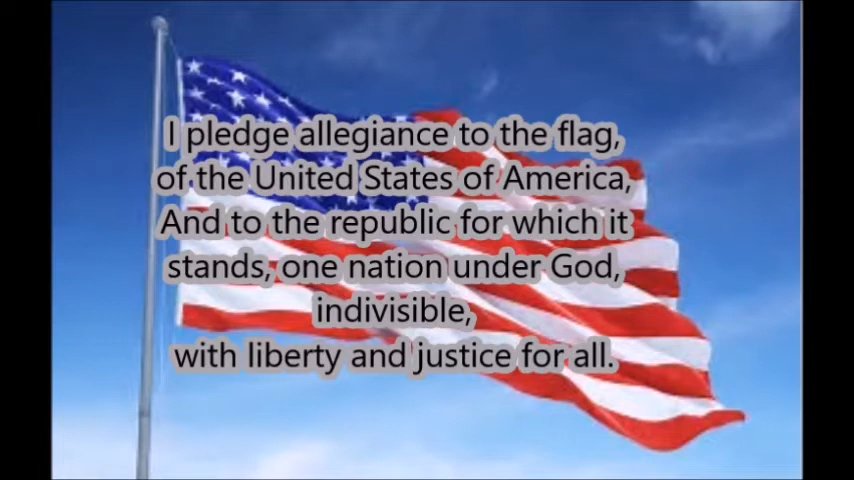 I pledge allegiance to the flag,
of the United States of America,
And to the republic for which it
stands, one nation under God,
indivisible,
with liberty and justice for all.